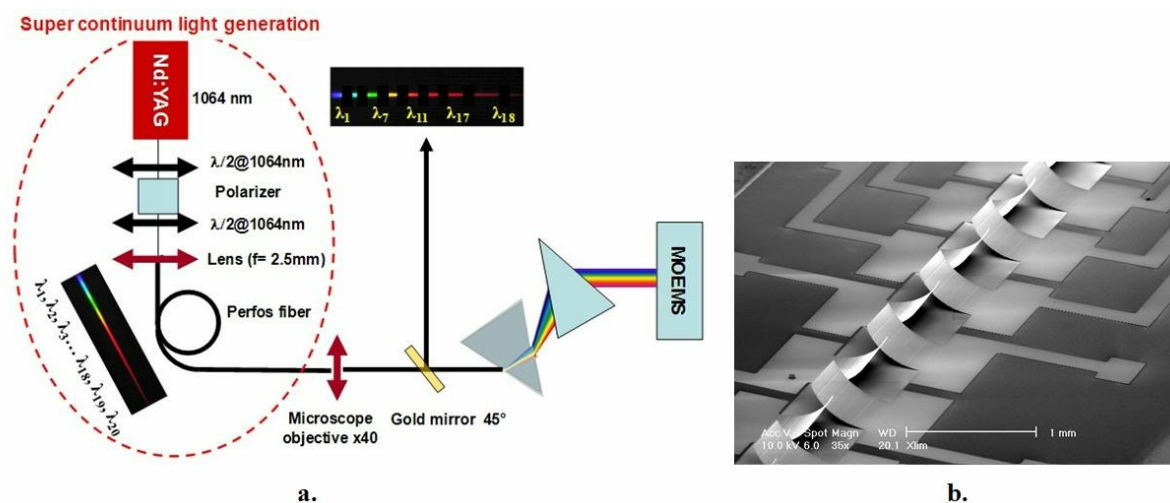 Super continuum light generation
Nd:YAG
1064 nm
λ/2@1064nm
Polarizer
λ/2@1064nm
Lens (f= 2.5mm)
Perfos fiber
λ1, λ2, λ3... λ18, λ19, λ20
Microscope
objective x40
Gold mirror 45°
λ1 λ7 λ11 λ17 λ18
MOEMS
Acc.V Spot Magn WD 1 mm
10.0 kV 6.0 35x 20.1 Xlim
a. b.